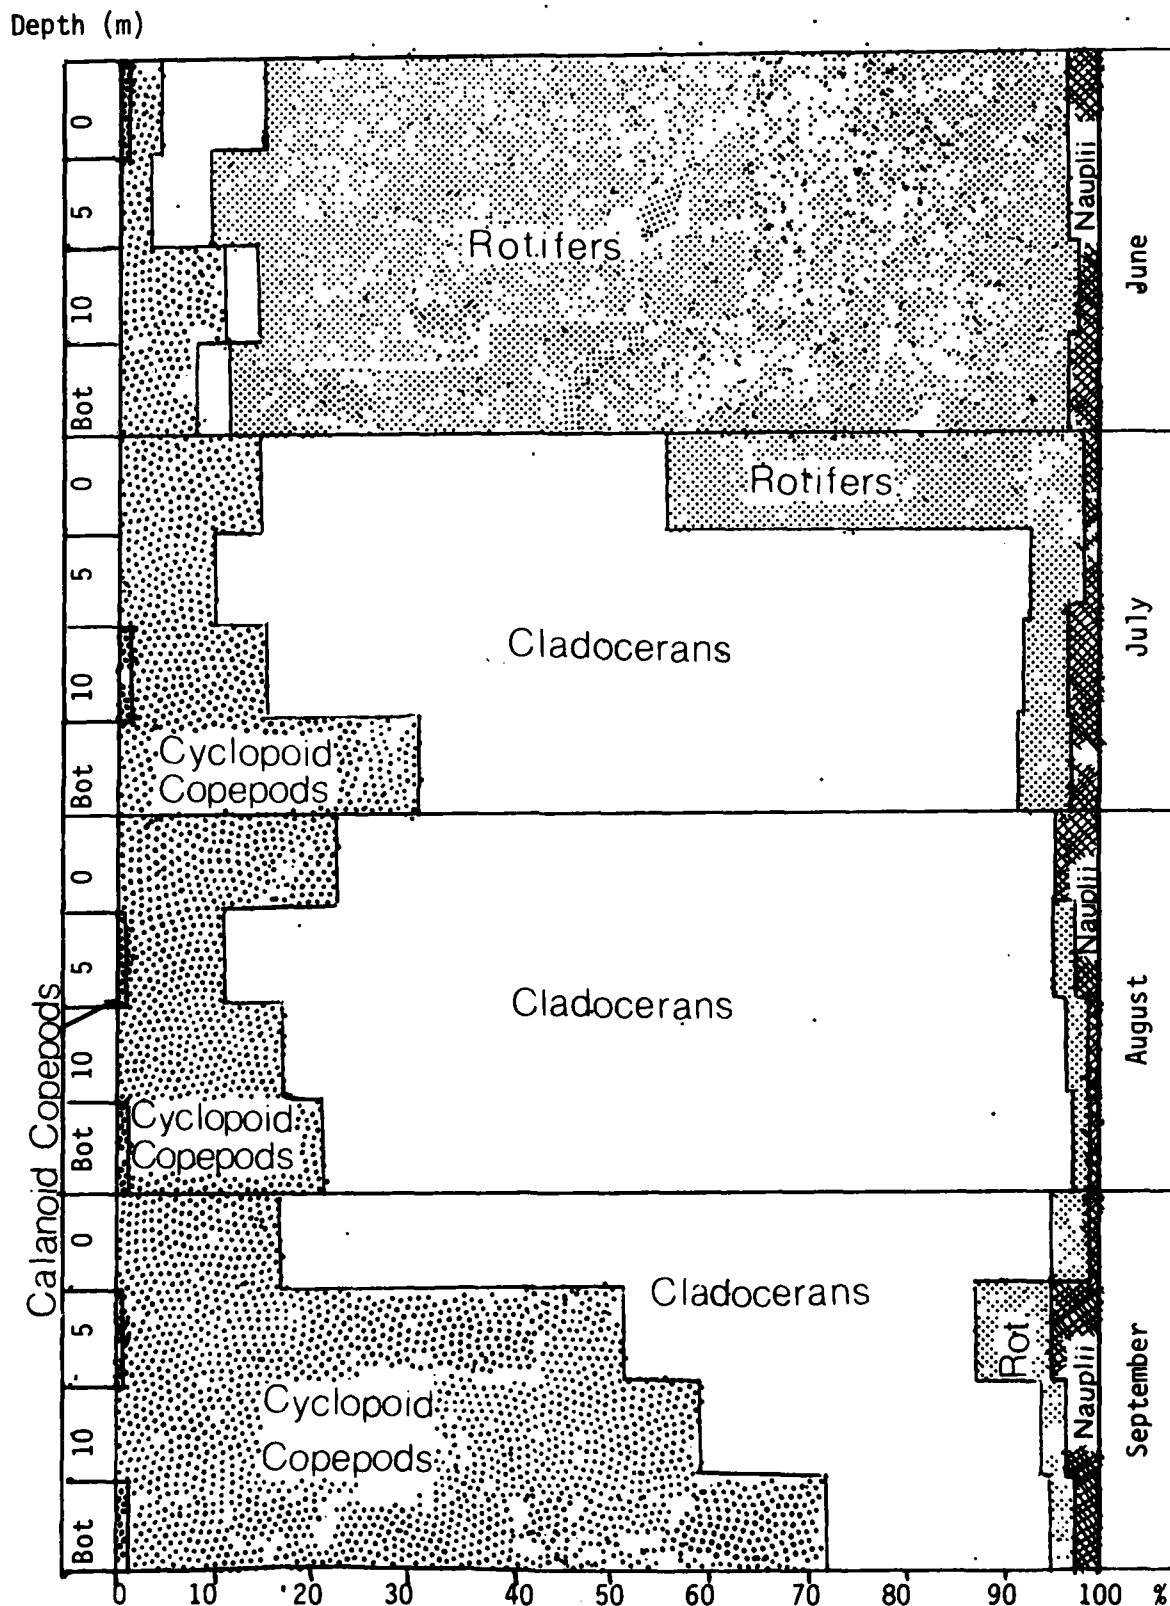 Depth (m)
0
5
10
Bot
Rotifers
Nauplii
June
0
5
10
Bot
Rotifers
Cladocerans
Cyclopoid
Copepods
July
0
5
10
Bot
Cladocerans
Cyclopoid
Copepods
Nauplii
August
Calanoid Copepods
0
5
10
Bot
Cladocerans
Rot.
Cyclopoid
Copepods
Nauplii
September
0 10 20 30 40 50 60 70 80 90 100 %